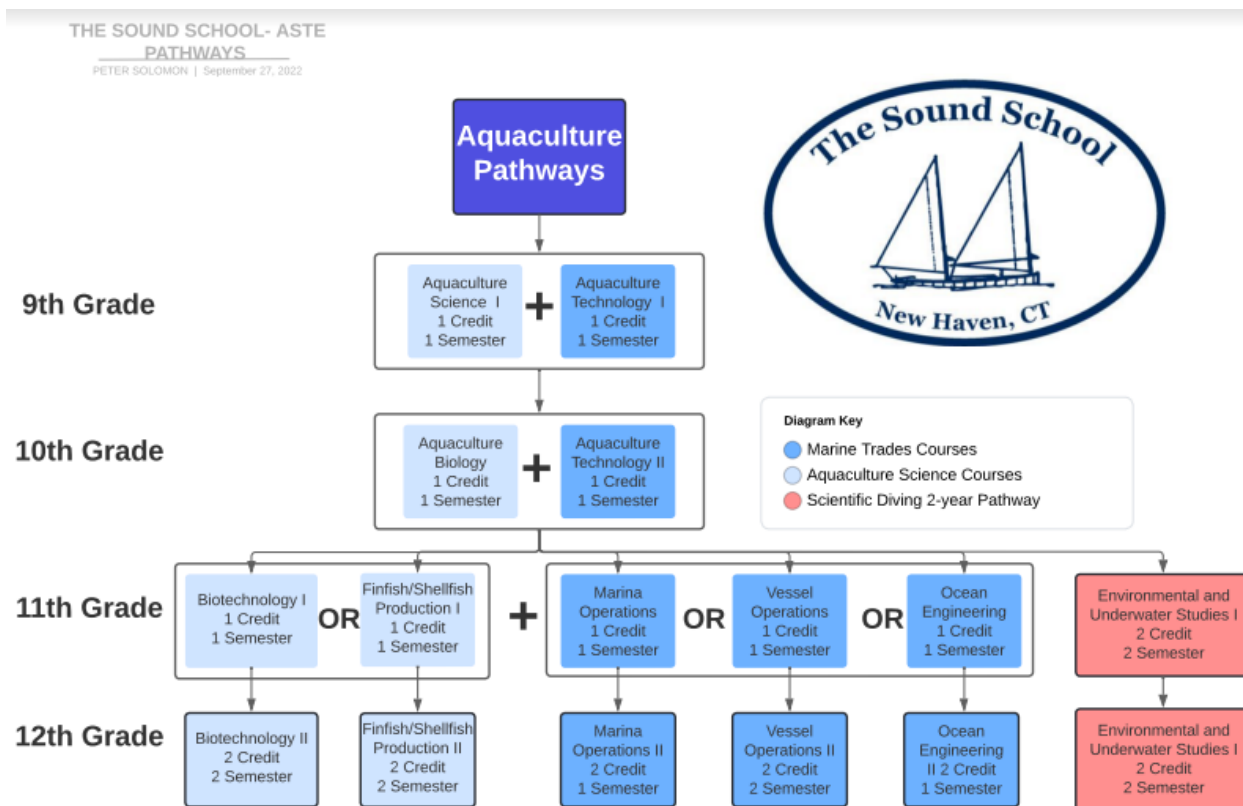 THE SOUND SCHOOL- ASTE
PATHWAYS
PETER SOLOMON | September 27, 2022
Aquaculture
Pathways
The Sound School
New Haven, CT
9th Grade
Aquaculture
Science I
1 Credit
1 Semester
+
Aquaculture
Technology I
1 Credit
1 Semester
10th Grade
Aquaculture
Biology
1 Credit
1 Semester
+
Aquaculture
Technology II
1 Credit
1 Semester
Diagram Key
Marine Trades Courses
Aquaculture Science Courses
Scientific Diving 2-year Pathway
11th Grade
Biotechnology I
1 Credit
1 Semester
OR
Finfish/Shellfish
Production I
1 Credit
1 Semester
+
Marina
Operations
1 Credit
1 Semester
OR
Vessel
Operations
1 Credit
1 Semester
OR
Ocean
Engineering
1 Credit
1 Semester
Environmental and
Underwater Studies I
2 Credit
2 Semester
12th Grade
Biotechnology II
2 Credit
2 Semester
Finfish/Shellfish
Production II
2 Credit
2 Semester
Marina
Operations II
2 Credit
1 Semester
Vessel
Operations II
2 Credit
2 Semester
Ocean
Engineering
II 2 Credit
1 Semester
Environmental and
Underwater Studies I
2 Credit
2 Semester